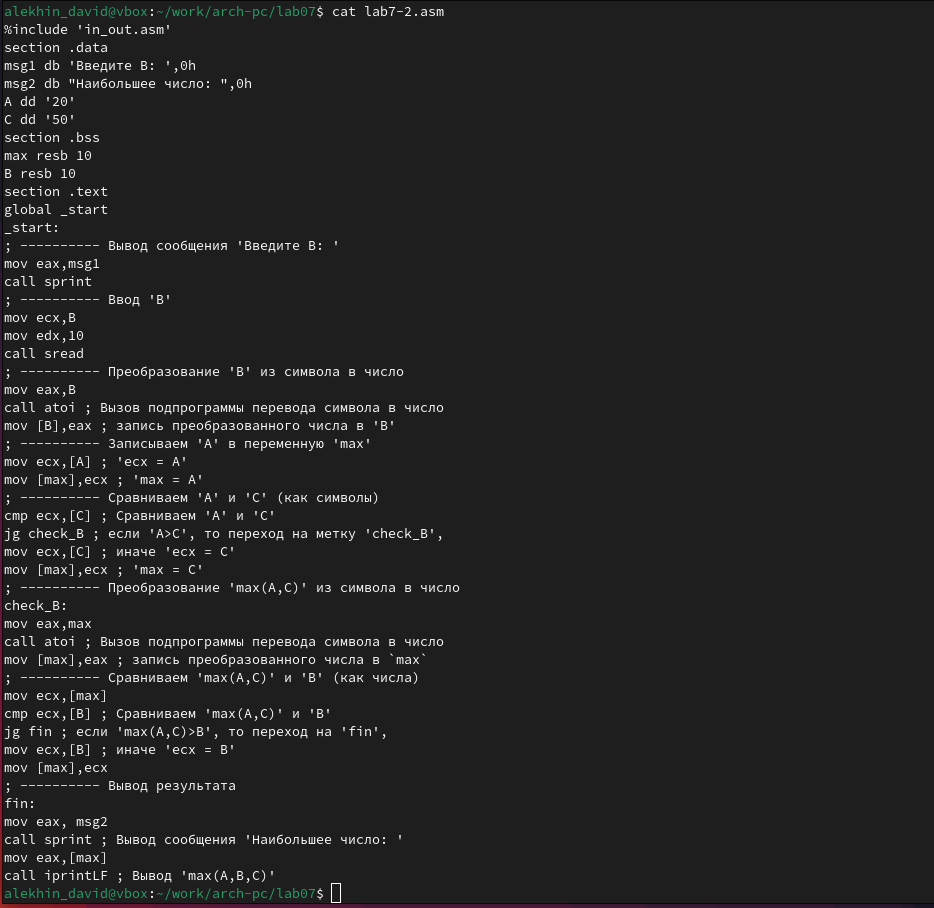 alekhin_david@vbox:~/work/arch-pc/lab07$ cat lab7-2.asm
%include 'in_out.asm'
section .data
msg1 db 'Введите B: ',0h
msg2 db "Наибольшее число: ",0h
A dd '20'
C dd '50'
section .bss
max resb 10
B resb 10
section .text
global _start
_start:
; ---------- Вывод сообщения 'Введите B: '
mov eax,msg1
call sprint
; ---------- Ввод 'B'
mov ecx,B
mov edx,10
call sread
; ---------- Преобразование 'B' из символа в число
mov eax,B
call atoi ; Вызов подпрограммы перевода символа в число
mov [B],eax ; запись преобразованного числа в 'B'
; ---------- Записываем 'A' в переменную 'max'
mov ecx,[A] ; 'ecx = A'
mov [max],ecx ; 'max = A'
; ---------- Сравниваем 'A' и 'С' (как символы)
cmp ecx,[C] ; Сравниваем 'A' и 'С'
jg check_B ; если 'A>C', то переход на метку 'check_B',
mov ecx,[C] ; иначе 'ecx = C'
mov [max],ecx ; 'max = C'
; ---------- Преобразование 'max(A,C)' из символа в число
check_B:
mov eax,max
call atoi ; Вызов подпрограммы перевода символа в число
mov [max],eax ; запись преобразованного числа в `max`
; ---------- Сравниваем 'max(A,C)' и 'B' (как числа)
mov ecx,[max]
cmp ecx,[B] ; Сравниваем 'max(A,C)' и 'B'
jg fin ; если 'max(A,C)>B', то переход на 'fin',
mov ecx,[B] ; иначе 'ecx = B'
mov [max],ecx
; ---------- Вывод результата
fin:
mov eax, msg2
call sprint ; Вывод сообщения 'Наибольшее число: '
mov eax,[max]
call iprintLF ; Вывод 'max(A,B,C)'
alekhin_david@vbox:~/work/arch-pc/lab07$